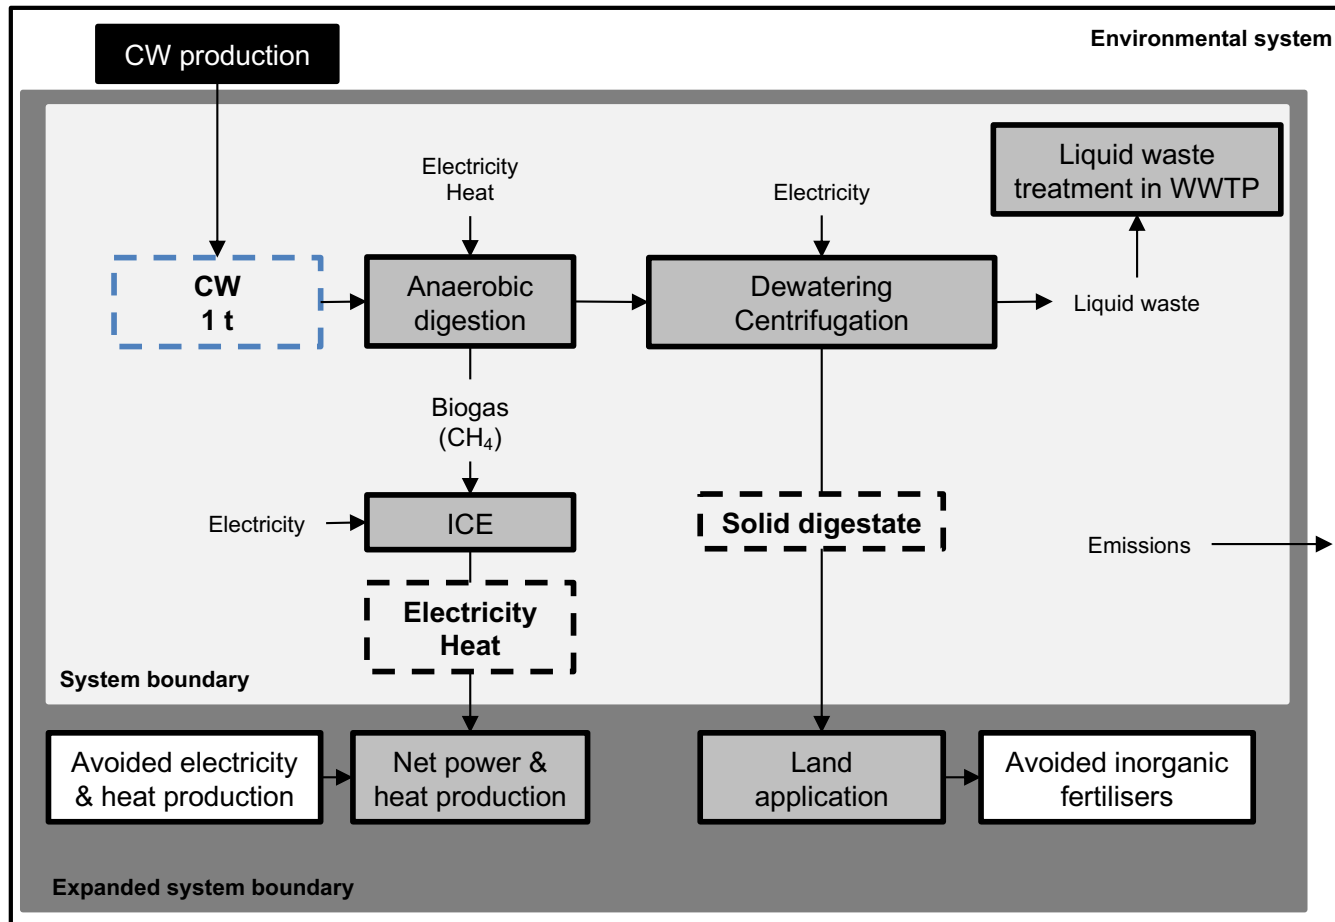 CW production
Environmental system
Electricity
Heat
Electricity
Liquid waste
treatment in WWTP
CW
1 t
Anaerobic
digestion
Dewatering
Centrifugation
Liquid waste
Biogas
(CH₄)
Electricity
ICE
Solid digestate
Emissions
Electricity
Heat
System boundary
Avoided electricity
& heat production
Net power &
heat production
Land
application
Avoided inorganic
fertilisers
Expanded system boundary